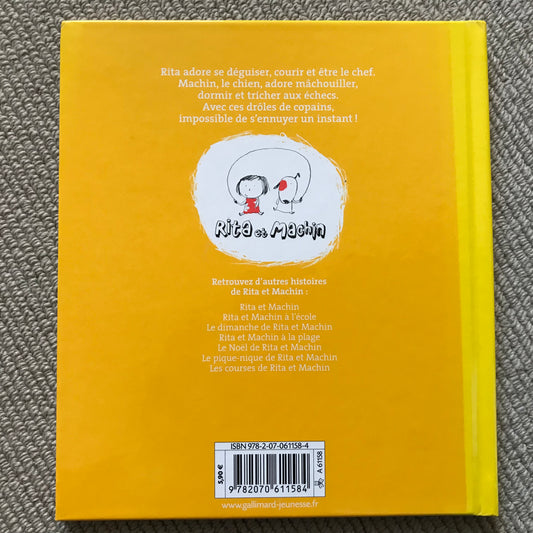 Rita adore se déguiser, courir et être le chef.
Machin, le chien, adore mâchouiller,
dormir et tricher aux échecs.
Avec ces drôles de copains,
impossible de s'ennuyer un instant !
Rita et Machin
Retrouvez d'autres histoires
de Rita et Machin :
Rita et Machin
Rita et Machin à l'école
Le dimanche de Rita et Machin
Rita et Machin à la plage
Le Noël de Rita et Machin
Le pique-nique de Rita et Machin
Les courses de Rita et Machin
ISBN 978-2-07-061158-4
5,90 €
A 61158
9 782070 611584
www.gallimard-jeunesse.fr